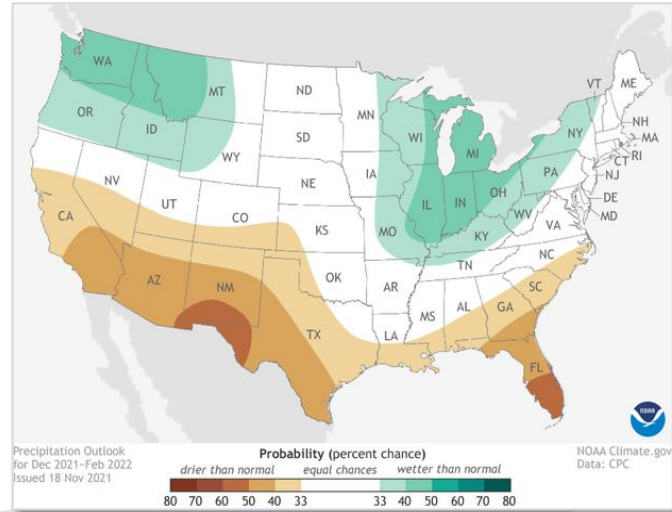 WA
MT
ND
MN
VT
ME
OR
ID
SD
WI
MI
NY
NH
MA
WY
IA
RI
CT
NV
NE
PA
NJ
UT
CO
IL
IN
OH
DE
MD
CA
KS
MO
WV
VA
KY
AZ
NM
OK
AR
TN
NC
TX
MS
AL
GA
SC
LA
FL
NOAA
Precipitation Outlook
for Dec 2021–Feb 2022
Issued 18 Nov 2021
Probability (percent chance)
drier than normal equal chances wetter than normal
80 70 60 50 40 33 33 40 50 60 70 80
NOAA Climate.gov
Data: CPC